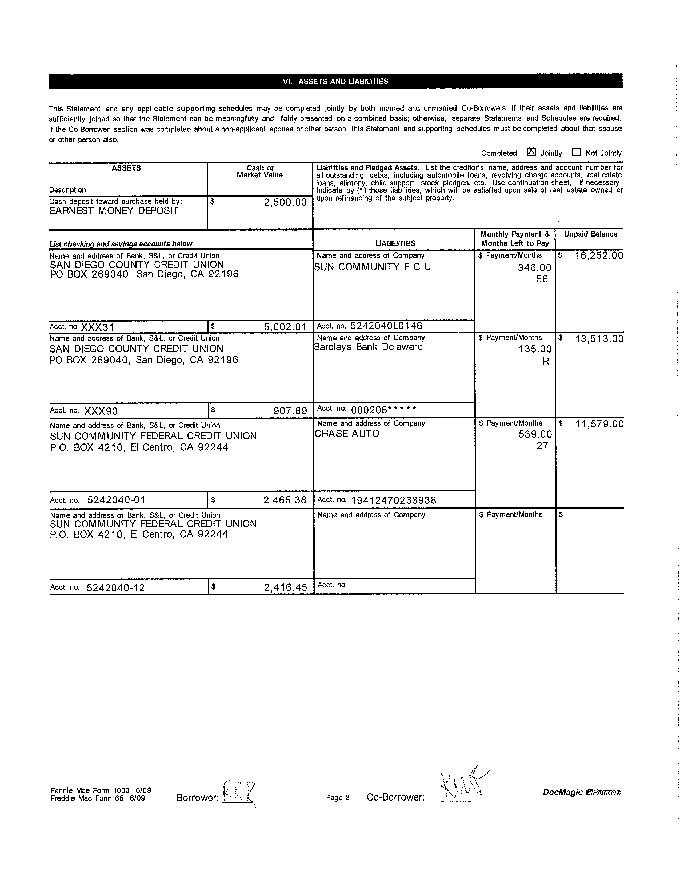 VI. ASSETS AND LIABILITIES
This Statement and any applicable supporting schedules may be completed jointly by both married and unmarried Co-Borrowers if their assets and liabilities are
sufficiently joined so that the Statement can be meaningfully and fairly presented on a combined basis; otherwise, separate Statements and Schedules are required.
If the Co-Borrower section was completed about a non-applicant spouse or other person, this Statement and supporting schedules must be completed about that spouse
or other person also.
Completed ☒ Jointly ☐ Not Jointly
ASSETS
Description
Cash or
Market Value
Cash deposit toward purchase held by:
EARNEST MONEY DEPOSIT
$ 2,500.00
Liabilities and Pledged Assets. List the creditor's name, address and account number for
all outstanding debts, including automobile loans, revolving charge accounts, real estate
loans, alimony, child support, stock pledges, etc. Use continuation sheet, if necessary.
Indicate by (*) those liabilities, which will be satisfied upon sale of real estate owned or
upon refinancing of the subject property.
List checking and savings accounts below
LIABILITIES
Monthly Payment &
Months Left to Pay
Unpaid Balance
Name and address of Bank, S&L, or Credit Union
SAN DIEGO COUNTY CREDIT UNION
PO BOX 269040, San Diego, CA 92196
Acct. no. XXX31 $ 5,002.01
Name and address of Company
SUN COMMUNITY F C U
Acct. no. 5242040L0146
$ Payment/Months
346.00
56
$ 16,252.00
Name and address of Bank, S&L, or Credit Union
SAN DIEGO COUNTY CREDIT UNION
PO BOX 269040, San Diego, CA 92196
Acct. no. XXX90 $ 907.89
Name and address of Company
Barclays Bank Delaware
Acct. no. 000206*****
$ Payment/Months
135.00
R
$ 13,513.00
Name and address of Bank, S&L, or Credit Union
SUN COMMUNITY FEDERAL CREDIT UNION
P.O. BOX 4210, El Centro, CA 92244
Acct. no. 5242040-01 $ 2,465.38
Name and address of Company
CHASE AUTO
Acct. no. 19412470238938
$ Payment/Months
539.00
27
$ 11,579.00
Name and address of Bank, S&L, or Credit Union
SUN COMMUNITY FEDERAL CREDIT UNION
P.O. BOX 4210, El Centro, CA 92244
Acct. no. 5242040-12 $ 2,416.45
Name and address of Company
Acct. no.
$ Payment/Months
$
Fannie Mae Form 1003 6/09
Freddie Mac Form 65 6/09
Borrower:
Page 3
Co-Borrower:
DocMagic